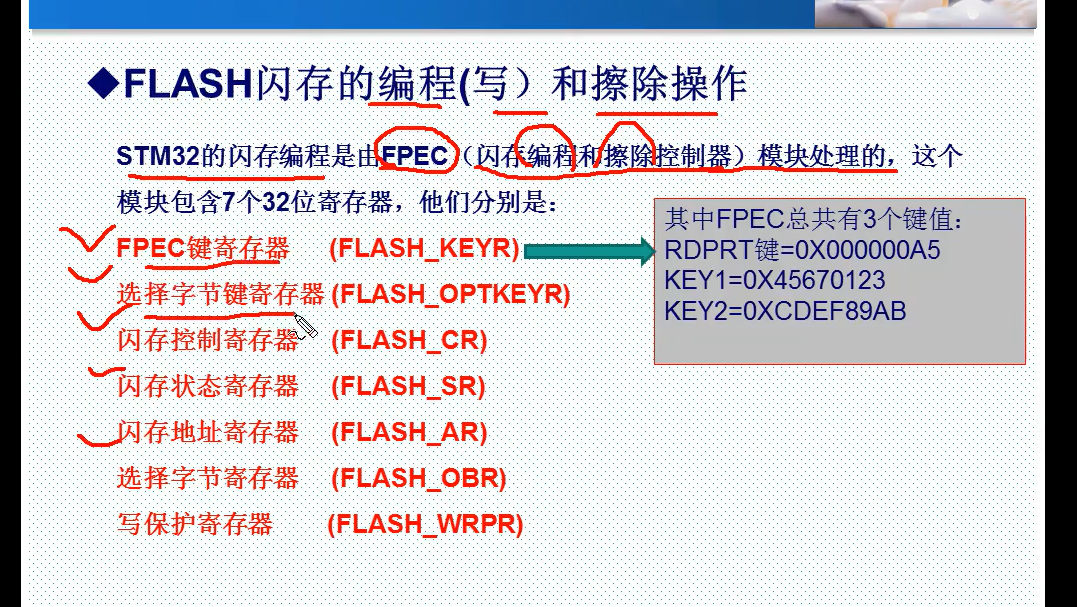 ◆FLASH闪存的编程(写）和擦除操作
STM32的闪存编程是由FPEC（闪存编程和擦除控制器）模块处理的，这个
模块包含7个32位寄存器，他们分别是：
FPEC键寄存器 (FLASH_KEYR)
选择字节键寄存器 (FLASH_OPTKEYR)
闪存控制寄存器 (FLASH_CR)
闪存状态寄存器 (FLASH_SR)
闪存地址寄存器 (FLASH_AR)
选择字节寄存器 (FLASH_OBR)
写保护寄存器 (FLASH_WRPR)
其中FPEC总共有3个键值：
RDPRT键=0X000000A5
KEY1=0X45670123
KEY2=0XCDEF89AB